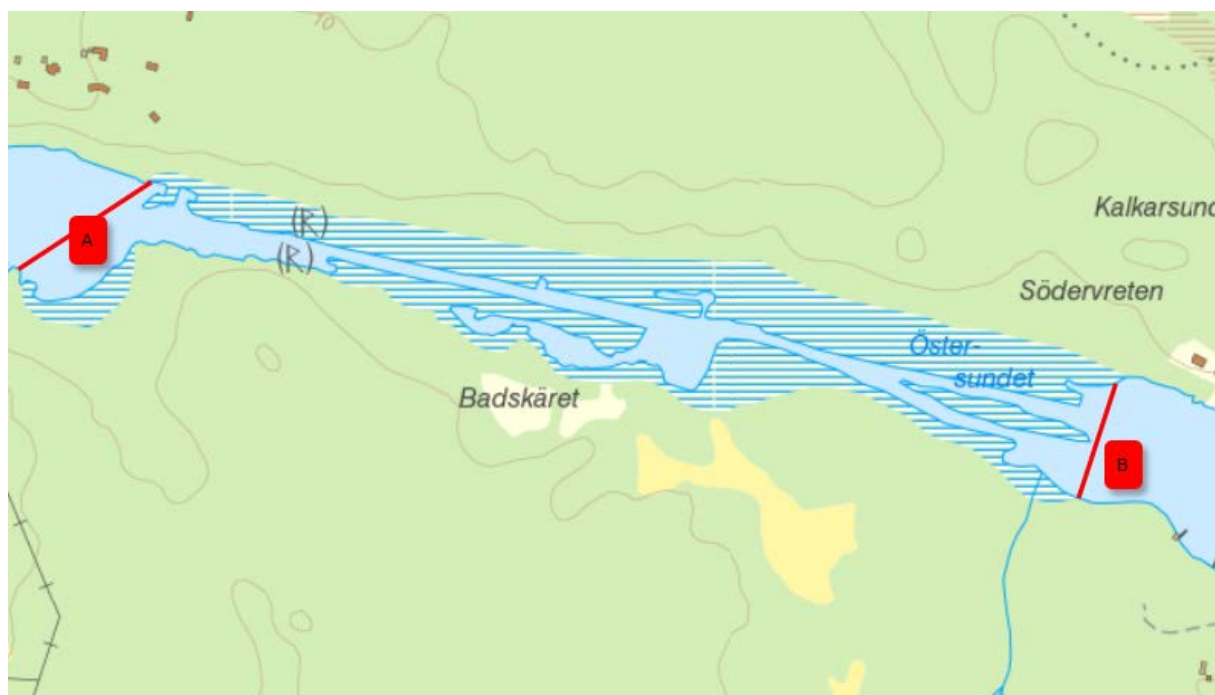 10
A
(R)
(R)
Kalkarsund
Södervreten
Öster-
sundet
Badskäret
B